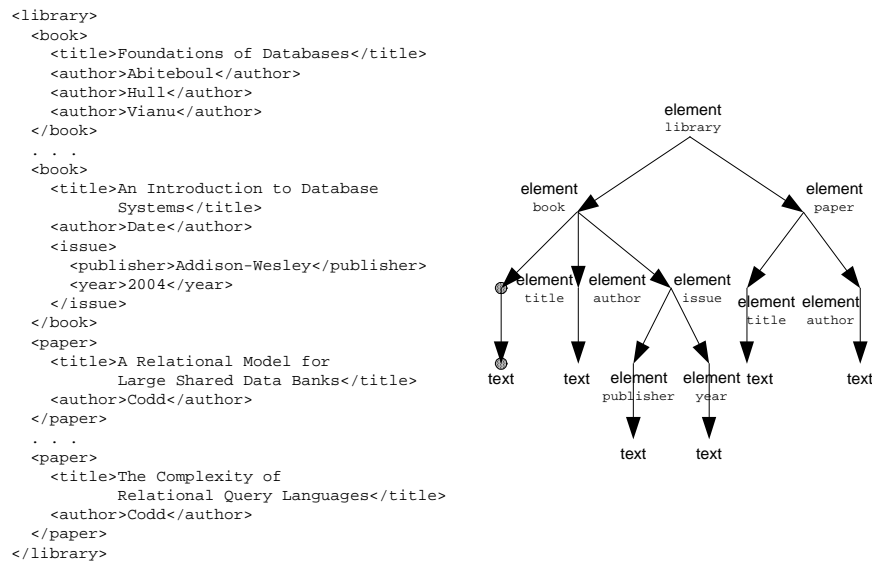 <library>
<book>
<title>Foundations of Databases</title>
<author>Abiteboul</author>
<author>Hull</author>
<author>Vianu</author>
</book>
. . .
<book>
<title>An Introduction to Database
Systems</title>
<author>Date</author>
<issue>
<publisher>Addison-Wesley</publisher>
<year>2004</year>
</issue>
</book>
<paper>
<title>A Relational Model for
Large Shared Data Banks</title>
<author>Codd</author>
</paper>
. . .
<paper>
<title>The Complexity of
Relational Query Languages</title>
<author>Codd</author>
</paper>
</library>
element
library
element element
book paper
element element element
title author issue
element element
title author
text text element element text text
publisher year
text text